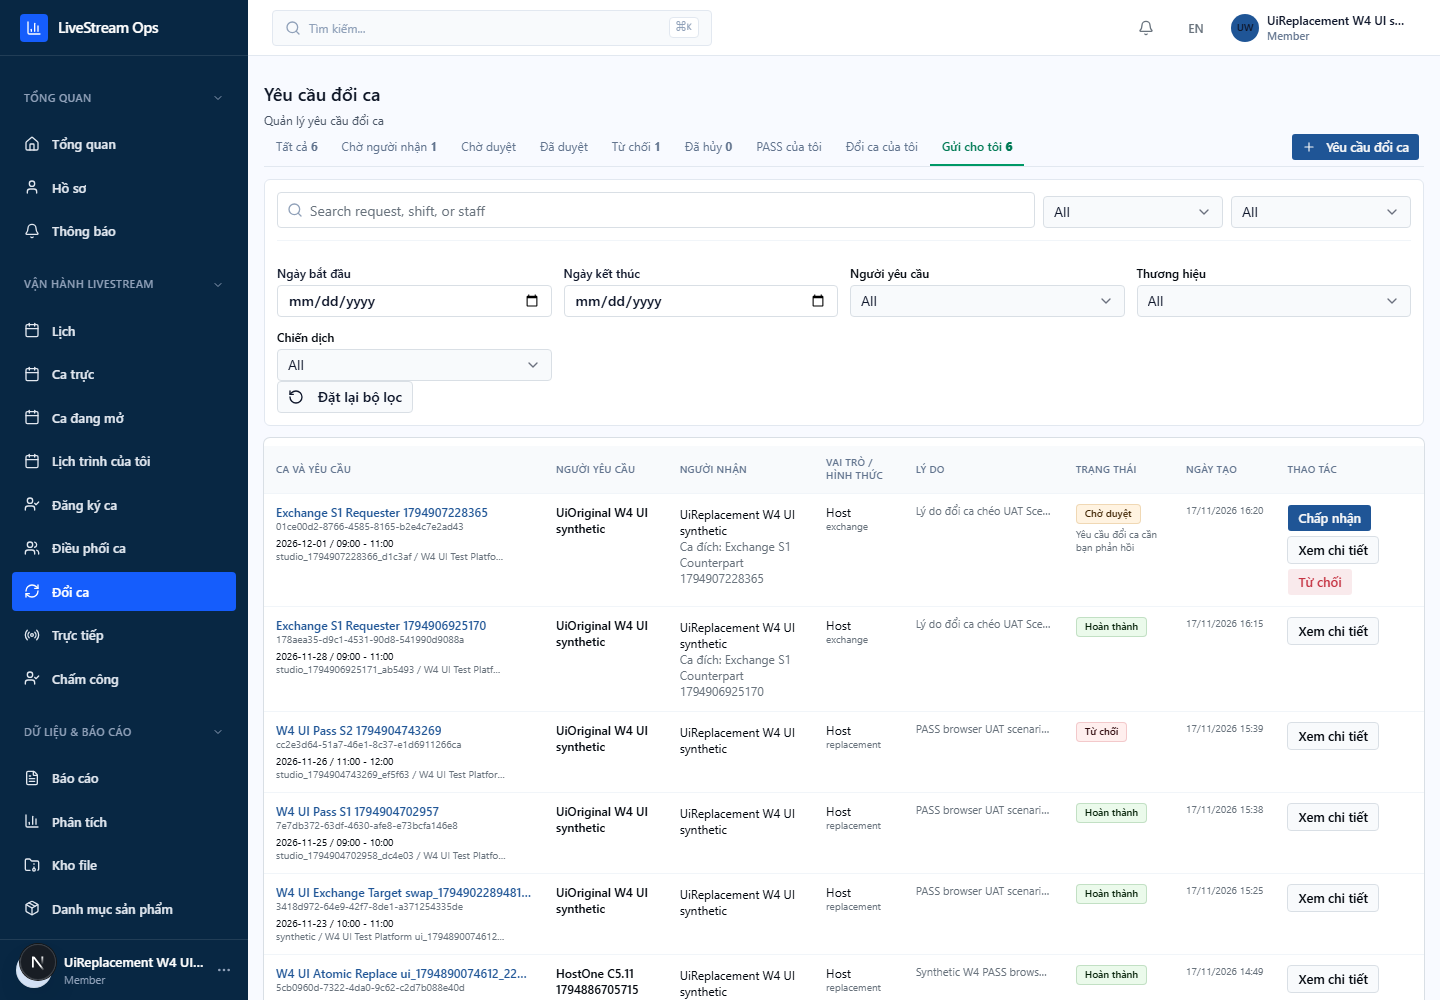 LiveStream Ops
Tìm kiếm...
⌘K
EN
UW
UiReplacement W4 UI s...
Member
TỔNG QUAN
Tổng quan
Hồ sơ
Thông báo
VẬN HÀNH LIVESTREAM
Lịch
Ca trực
Ca đang mở
Lịch trình của tôi
Đăng ký ca
Điều phối ca
Đổi ca
Trực tiếp
Chấm công
DỮ LIỆU & BÁO CÁO
Báo cáo
Phân tích
Kho file
Danh mục sản phẩm
N
UiReplacement W4 UI...
Member
Yêu cầu đổi ca
Quản lý yêu cầu đổi ca
Tất cả 6
Chờ người nhận 1
Chờ duyệt
Đã duyệt
Từ chối 1
Đã hủy 0
PASS của tôi
Đổi ca của tôi
Gửi cho tôi 6
Yêu cầu đổi ca
Search request, shift, or staff
All
All
Ngày bắt đầu
Ngày kết thúc
Người yêu cầu
Thương hiệu
mm/dd/yyyy
mm/dd/yyyy
All
All
Chiến dịch
All
Đặt lại bộ lọc
CA VÀ YÊU CẦU
NGƯỜI YÊU CẦU
NGƯỜI NHẬN
VAI TRÒ /
HÌNH THỨC
LÝ DO
TRẠNG THÁI
NGÀY TẠO
THAO TÁC
Exchange S1 Requester 1794907228365
01ce00d2-8766-4585-8165-b2e4c7e2ad43
2026-12-01 / 09:00 - 11:00
studio_1794907228366_d1c3af / W4 UI Test Platfo...
UiOriginal W4 UI
synthetic
UiReplacement W4 UI
synthetic
Ca đích: Exchange S1
Counterpart
1794907228365
Host
exchange
Lý do đổi ca chéo UAT Sce...
Chờ duyệt
Yêu cầu đổi ca cần
bạn phản hồi
17/11/2026 16:20
Chấp nhận
Xem chi tiết
Từ chối
Exchange S1 Requester 1794906925170
178aea35-d9c1-4531-90d8-541990d9088a
2026-11-28 / 09:00 - 11:00
studio_1794906925171_ab5493 / W4 UI Test Platf...
UiOriginal W4 UI
synthetic
UiReplacement W4 UI
synthetic
Ca đích: Exchange S1
Counterpart
1794906925170
Host
exchange
Lý do đổi ca chéo UAT Sce...
Hoàn thành
17/11/2026 16:15
Xem chi tiết
W4 UI Pass S2 1794904743269
cc2e3d64-51a7-46e1-8c37-e1d6911266ca
2026-11-26 / 11:00 - 12:00
studio_1794904743269_ef5f63 / W4 UI Test Platfor...
UiOriginal W4 UI
synthetic
UiReplacement W4 UI
synthetic
Host
replacement
PASS browser UAT scenari...
Từ chối
17/11/2026 15:39
Xem chi tiết
W4 UI Pass S1 1794904702957
7e7db372-63df-4630-afe8-e73bcfa146e8
2026-11-25 / 09:00 - 10:00
studio_1794904702958_dc4e03 / W4 UI Test Platfo...
UiOriginal W4 UI
synthetic
UiReplacement W4 UI
synthetic
Host
replacement
PASS browser UAT scenari...
Hoàn thành
17/11/2026 15:38
Xem chi tiết
W4 UI Exchange Target swap_1794902289481...
3418d972-64e9-42f7-8de1-a371254335de
2026-11-23 / 10:00 - 11:00
synthetic / W4 UI Test Platform ui_1794890074612...
UiOriginal W4 UI
synthetic
UiReplacement W4 UI
synthetic
Host
replacement
PASS browser UAT scenari...
Hoàn thành
17/11/2026 15:25
Xem chi tiết
W4 UI Atomic Replace ui_1794890074612_22...
5cb0960d-7322-4da0-9c62-c2d7b088e40d
HostOne C5.11
1794886705715
UiReplacement W4 UI
synthetic
Host
replacement
Synthetic W4 PASS brows...
Hoàn thành
17/11/2026 14:49
Xem chi tiết